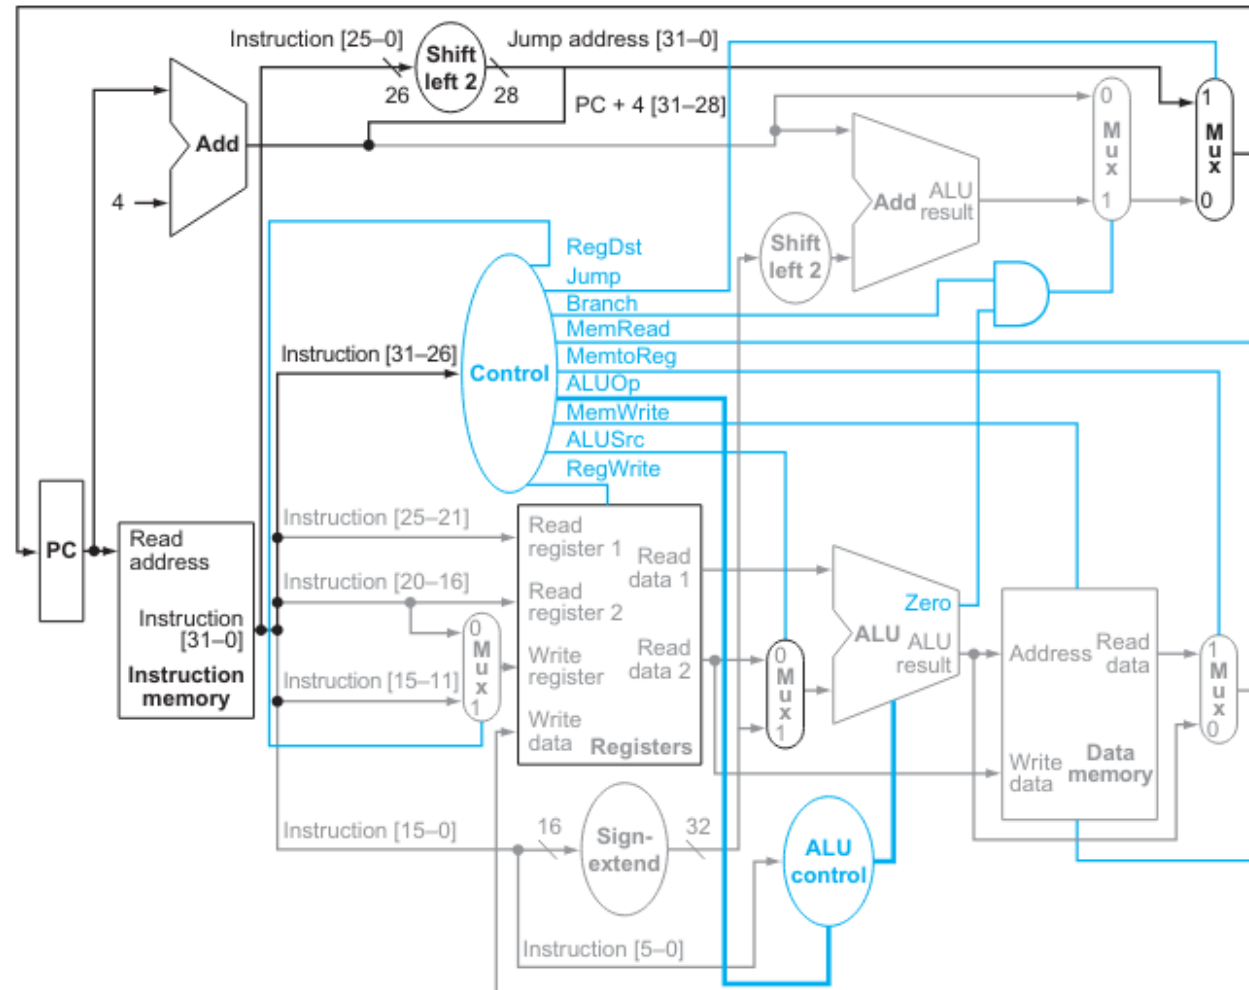 Instruction [25–0]
Shift
left 2
Jump address [31–0]
26
28
PC + 4 [31–28]
Add
4
0
M
u
x
1
1
M
u
x
0
Add
ALU
result
Shift
left 2
RegDst
Jump
Branch
MemRead
MemtoReg
ALUOp
MemWrite
ALUSrc
RegWrite
Instruction [31–26]
Control
PC
Read
address
Instruction
[31–0]
Instruction
memory
Instruction [25–21]
Instruction [20–16]
Instruction [15–11]
Instruction [15–0]
0
M
u
x
1
Read
register 1
Read
register 2
Write
register
Write
data
Read
data 1
Read
data 2
Registers
0
M
u
x
1
Zero
ALU
ALU
result
Address
Read
data
Write
data
Data
memory
1
M
u
x
0
16
Sign-
extend
32
ALU
control
Instruction [5–0]